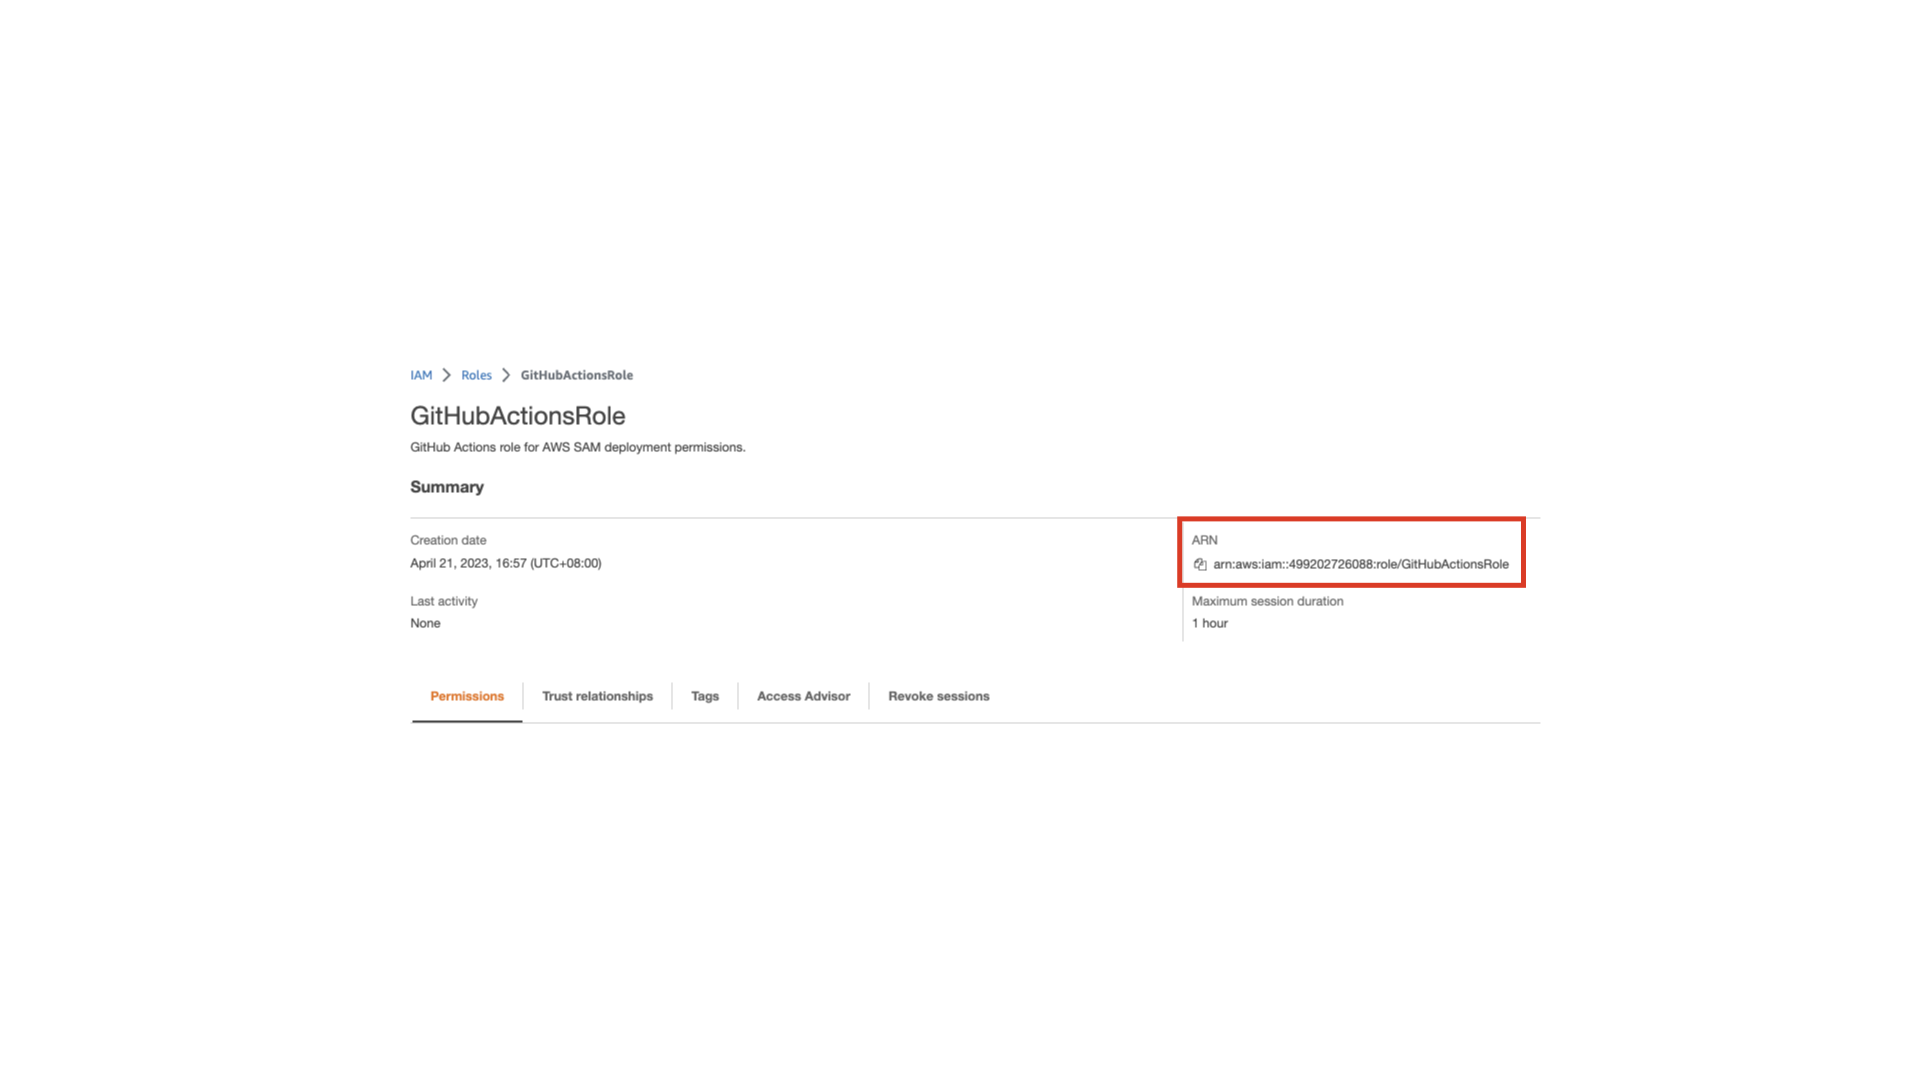 IAM > Roles > GitHubActionsRole
GitHubActionsRole
GitHub Actions role for AWS SAM deployment permissions.
Summary
Creation date
April 21, 2023, 16:57 (UTC+08:00)
ARN
arn:aws:iam::499202726088:role/GitHubActionsRole
Last activity
None
Maximum session duration
1 hour
Permissions Trust relationships Tags Access Advisor Revoke sessions